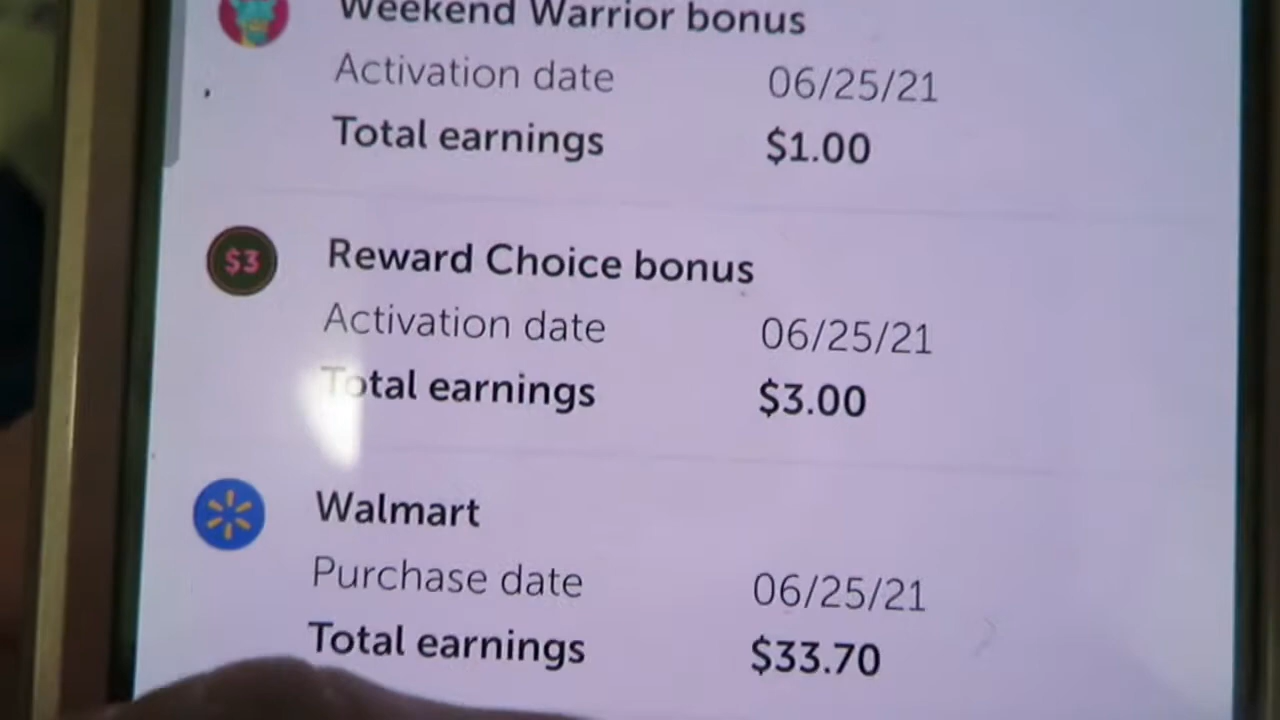 Weekend Warrior bonus
Activation date 06/25/21
Total earnings $1.00
$3 Reward Choice bonus
Activation date 06/25/21
Total earnings $3.00
Walmart
Purchase date 06/25/21
Total earnings $33.70